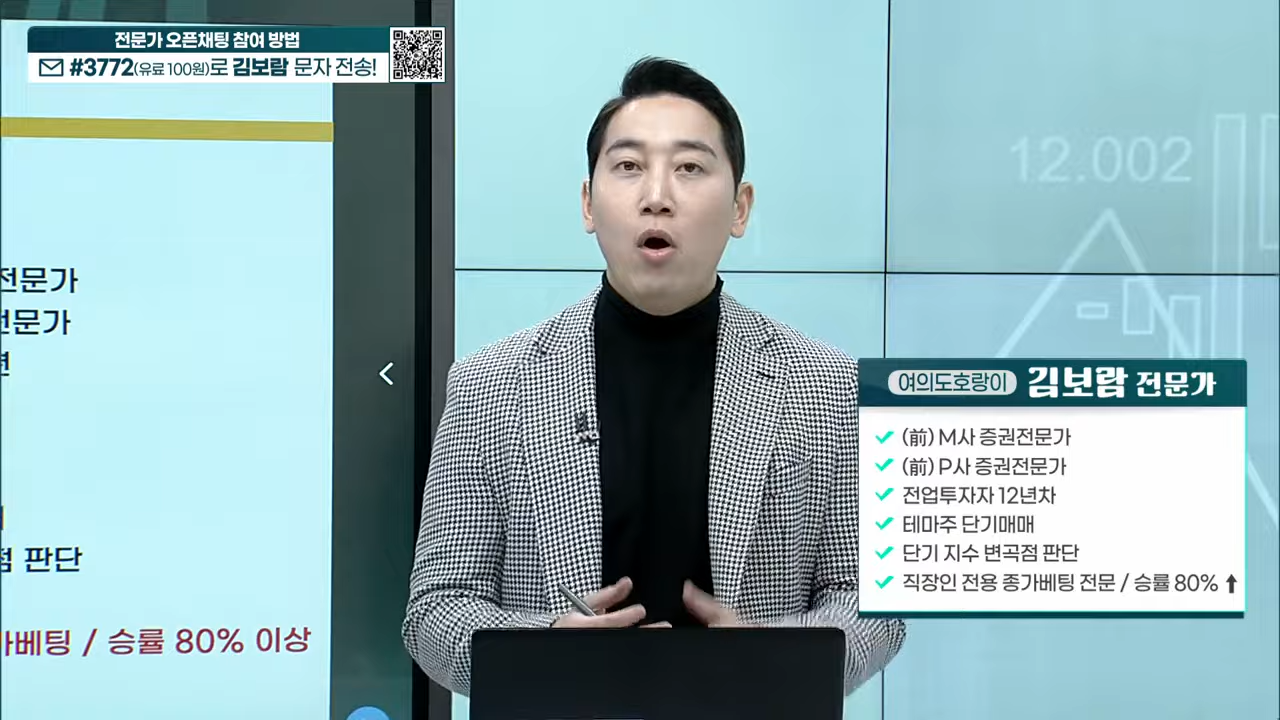 전문가 오픈채팅 참여 방법
#3772(유료 100원)로 김보람 문자 전송!
12.002
전문가
전문가
점 판단
가베팅 / 승률 80% 이상
여의도호랑이 김보람 전문가
(前) M사 증권전문가
(前) P사 증권전문가
전업투자자 12년차
테마주 단기매매
단기 지수 변곡점 판단
직장인 전용 종가베팅 전문 / 승률 80%